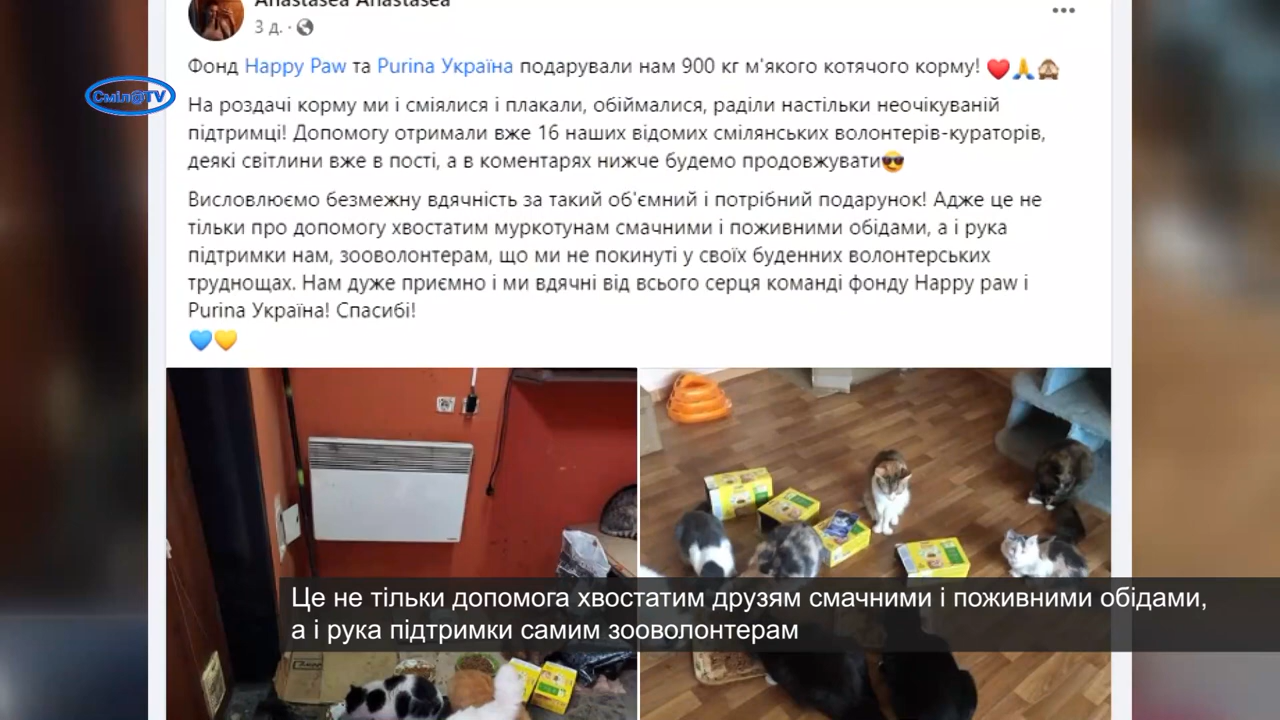 Anastasea Anastasea
3 д. ·
СмілаTV
Фонд Happy Paw та Purina Україна подарували нам 900 кг м'якого котячого корму! ❤️🙏🙈
На роздачі корму ми і сміялися і плакали, обіймалися, раділи настільки неочікуваній
підтримці! Допомогу отримали вже 16 наших відомих смілянських волонтерів-кураторів,
деякі світлини вже в пості, а в коментарях нижче будемо продовжувати😎
Висловлюємо безмежну вдячність за такий об'ємний і потрібний подарунок! Адже це не
тільки про допомогу хвостатим муркотунам смачними і поживними обідами, а і рука
підтримки нам, зооволонтерам, що ми не покинуті у своїх буденних волонтерських
труднощах. Нам дуже приємно і ми вдячні від всього серця команді фонду Happy paw і
Purina Україна! Спасибі!
💙💛
Це не тільки допомога хвостатим друзям смачними і поживними обідами,
а і рука підтримки самим зооволонтерам